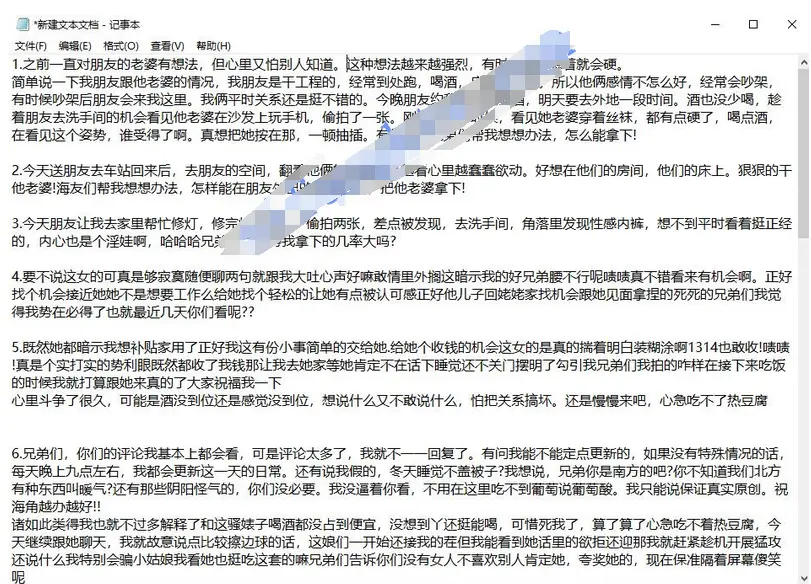 *新建文本文档 - 记事本
文件(F) 编辑(E) 格式(O) 查看(V) 帮助(H)
1.之前一直对朋友的老婆有想法，但心里又怕别人知道。这种想法越来越强烈，有时 着就会硬。
简单说一下我朋友跟他老婆的情况，我朋友是干工程的，经常到处跑，喝酒， 所以他俩感情不怎么好，经常会吵架，
有时候吵架后朋友会来我这里。我俩平时关系还是挺不错的。今晚朋友约 酒，明天要去外地一段时间。酒也没少喝，趁
着朋友去洗手间的机会看见他老婆在沙发上玩手机，偷拍了一张。刚 ，看见她老婆穿着丝袜，都有点硬了，喝点酒，
在看见这个姿势，谁受得了啊。真想把她按在那，一顿抽插。 们帮我想想办法，怎么能拿下!
2.今天送朋友去车站回来后，去朋友的空间，翻 看心里越蠢蠢欲动。好想在他们的房间，他们的床上。狠狠的干
他老婆!海友们帮我想想办法，怎样能在朋友 把他老婆拿下!
3.今天朋友让我去家里帮忙修灯，修完 偷拍两张，差点被发现，去洗手间，角落里发现性感内裤，想不到平时看着挺正经
的，内心也是个淫娃啊，哈哈哈兄 我拿下的几率大吗?
4.要不说这女的可真是够寂寞随便聊两句就跟我大吐心声好嘛敢情里外搁这暗示我的好兄弟腰不行呢啧啧真不错看来有机会啊。正好
找个机会接近她她不是想要工作么给她找个轻松的让她有点被认可感正好他儿子回姥姥家找机会跟她见面拿捏的死死的兄弟们我觉
得我势在必得了也就最近几天你们看呢??
5.既然她都暗示我想补贴家用了正好我这有份小事简单的交给她.给她个收钱的机会这女的是真的揣着明白装糊涂啊1314也敢收!啧啧
!真是个实打实的势利眼既然都收了我钱那让我去她家等她肯定不在话下睡觉还不关门摆明了勾引我兄弟们我拍的咋样在接下来吃饭
的时候我就打算跟她来真的了大家祝福我一下
心里斗争了很久，可能是酒没到位还是感觉没到位，想说什么又不敢说什么，怕把关系搞坏。还是慢慢来吧，心急吃不了热豆腐
6.兄弟们，你们的评论我基本上都会看，可是评论太多了，我就不一一回复了。有问我能不能定点更新的，如果没有特殊情况的话，
每天晚上九点左右，我都会更新这一天的日常。还有说我假的，冬天睡觉不盖被子?我想说，兄弟你是南方的吧?你不知道我们北方
有种东西叫暖气?还有那些阴阳怪气的，你们没必要。我没逼着你看，不用在这里吃不到葡萄说葡萄酸。我只能说保证真实原创。祝
海角越办越好!!
诸如此类得我也就不过多解释了和这骚婊子喝酒都没占到便宜，没想到丫还挺能喝，可惜死我了，算了算了心急吃不着热豆腐，今
天继续跟她聊天，我就故意说点比较擦边球的话，这娘们一开始还接我的茬但我能看到她话里的欲拒还迎那我就赶紧趁机开展猛攻
还说什么我特别会骗小姑娘我看她也挺吃这套的嘛兄弟们告诉你们没有女人不喜欢别人肯定她，夸奖她的，现在保准隔着屏幕傻笑
呢